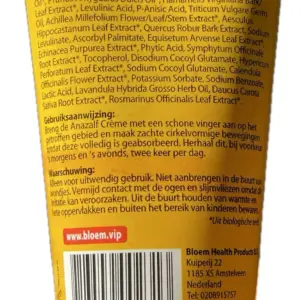 Leaf Extract*, Levulinic Acid, P-Anisic Acid, Triticum Vulgare Germ
Oil, Achillea Millefolium Flower/Leaf/Stem Extract*, Aesculus
Hippocastanum Leaf Extract*, Quercus Robur Bark Extract, Sodium
Levulinate, Ascorbyl Palmitate, Equisetum Arvense Leaf Extract*,
Echinacea Purpurea Extract*, Phytic Acid, Symphytum Officinale
Root Extract*, Tocopherol, Disodium Cocoyl Glutamate, Hypericum
Perforatum Leaf Extract*, Sodium Cocoyl Glutamate, Calendula
Officinalis Flower Extract*, Potassium Sorbate, Sodium Benzoate,
Lactic Acid, Lavandula Hybrida Grosso Herb Oil, Daucus Carota
Sativa Root Extract*, Rosmarinus Officinalis Leaf Extract*.
Gebruiksaanwijzing:
Breng de Anazalf Crème met een schone vinger aan op het
getroffen gebied en maak zachte cirkelvormige bewegingen
zodat deze volledig is geabsorbeerd. Herhaal dit, bij voorkeur
's morgens en 's avonds, twee keer per dag.
Waarschuwing:
Alleen voor uitwendig gebruik. Niet aanbrengen in de buurt van
wondjes. Vermijd contact met de ogen en slijmvliezen omdat
irritatie kan veroorzaken. Uit de buurt houden van warmte en
opbergen en buiten het bereik van kinderen bewaren.
*Uit biologische
www.bloem.vip
Bloem Health Product
Kuiperij 22
1185 XS Amstelveen
Nederland
Tel: 0208915757